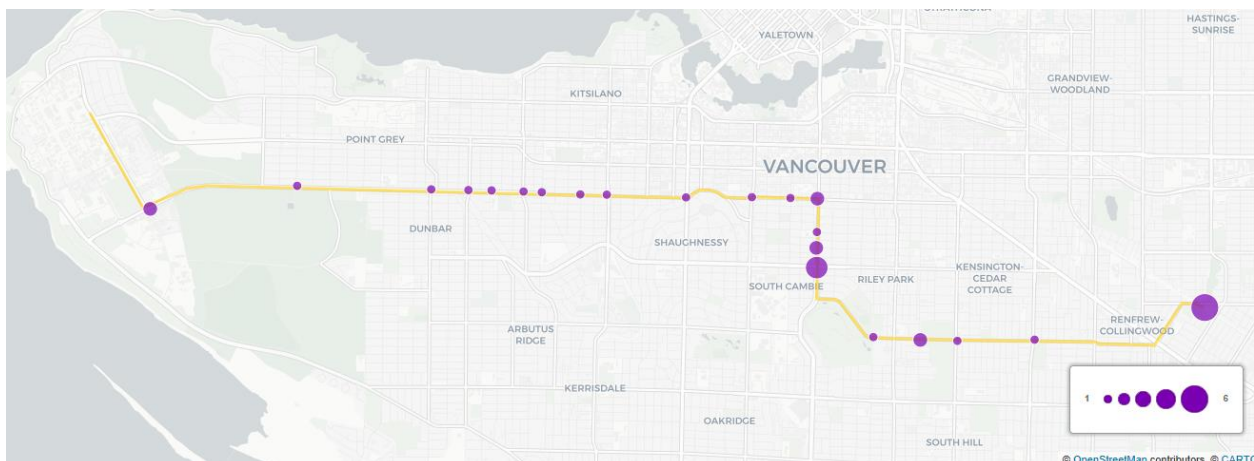 HASTINGS-
SUNRISE
YALETOWN
GRANDVIEW-
WOODLAND
KITSILANO
POINT GREY
VANCOUVER
DUNBAR
SHAUGHNESSY
KENSINGTON-
CEDAR
COTTAGE
RILEY PARK
SOUTH CAMBIE
RENFREW-
COLLINGWOOD
ARBUTUS
RIDGE
KERRISDALE
1 6
OAKRIDGE
SOUTH HILL
© OpenStreetMap contributors, © CARTO